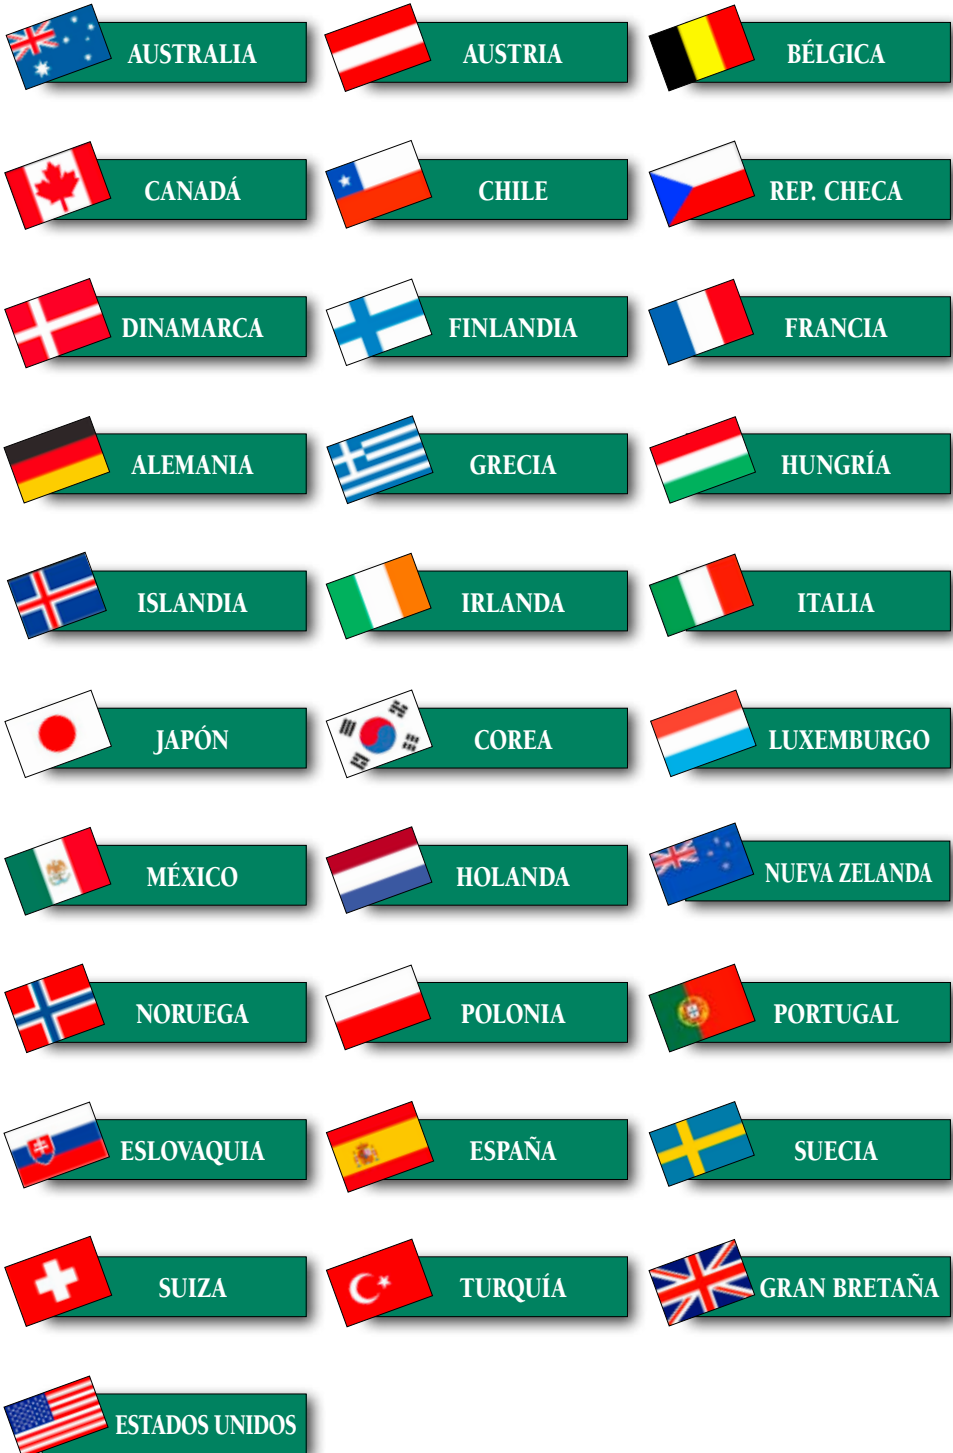 AUSTRALIA
AUSTRIA
BÉLGICA
CANADÁ
CHILE
REP. CHECA
DINAMARCA
FINLANDIA
FRANCIA
ALEMANIA
GRECIA
HUNGRÍA
ISLANDIA
IRLANDA
ITALIA
JAPÓN
COREA
LUXEMBURGO
MÉXICO
HOLANDA
NUEVA ZELANDA
NORUEGA
POLONIA
PORTUGAL
ESLOVAQUIA
ESPAÑA
SUECIA
SUIZA
TURQUÍA
GRAN BRETAÑA
ESTADOS UNIDOS